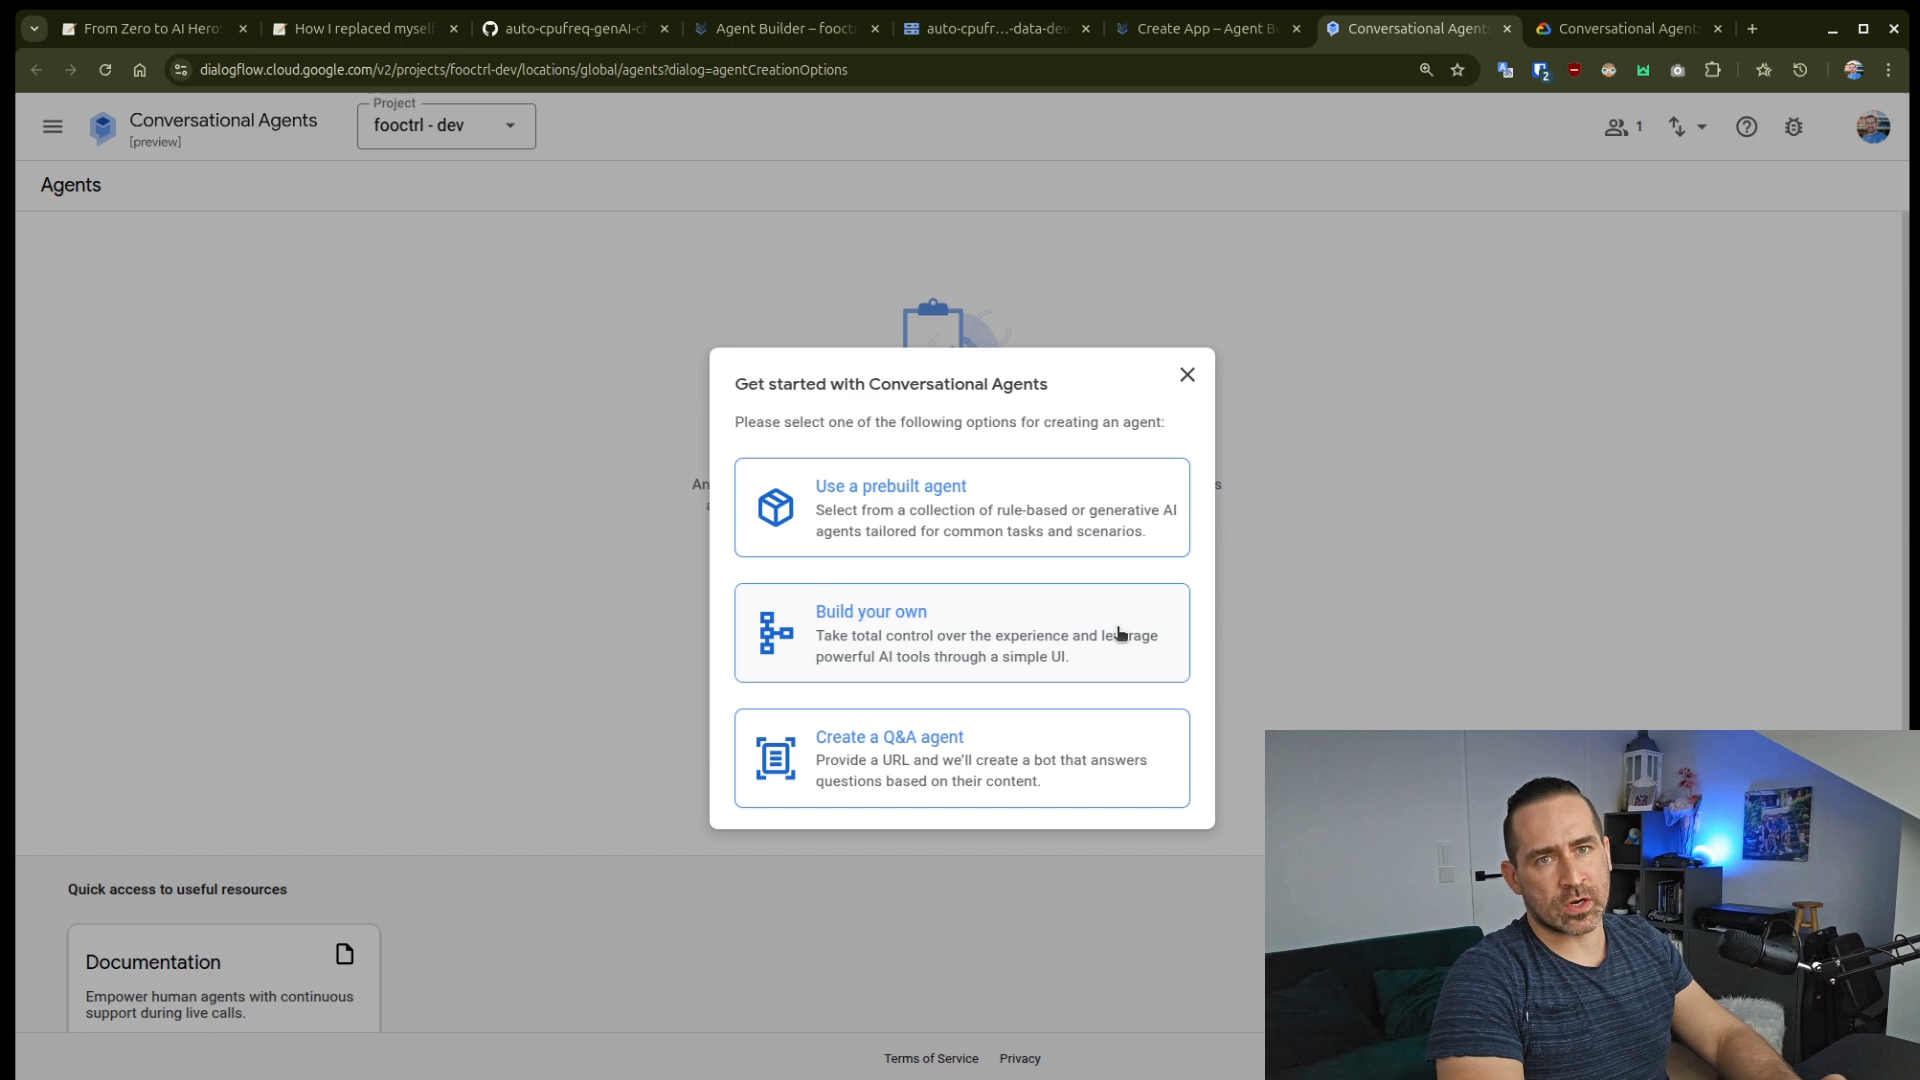 From Zero to AI Hero:
How I replaced myself
auto-cpufreq-genAI-ch
Agent Builder – fooctr
auto-cpufr...-data-dev
Create App – Agent B
Conversational Agent
Conversational Agent
dialogflow.cloud.google.com/v2/projects/fooctrl-dev/locations/global/agents?dialog=agentCreationOptions
2
Conversational Agents
[preview]
Project
fooctrl - dev
1
Agents
Get started with Conversational Agents
Please select one of the following options for creating an agent:
Use a prebuilt agent
Select from a collection of rule-based or generative AI
agents tailored for common tasks and scenarios.
Build your own
Take total control over the experience and leverage
powerful AI tools through a simple UI.
Create a Q&A agent
Provide a URL and we'll create a bot that answers
questions based on their content.
Quick access to useful resources
Documentation
Empower human agents with continuous
support during live calls.
Terms of Service
Privacy